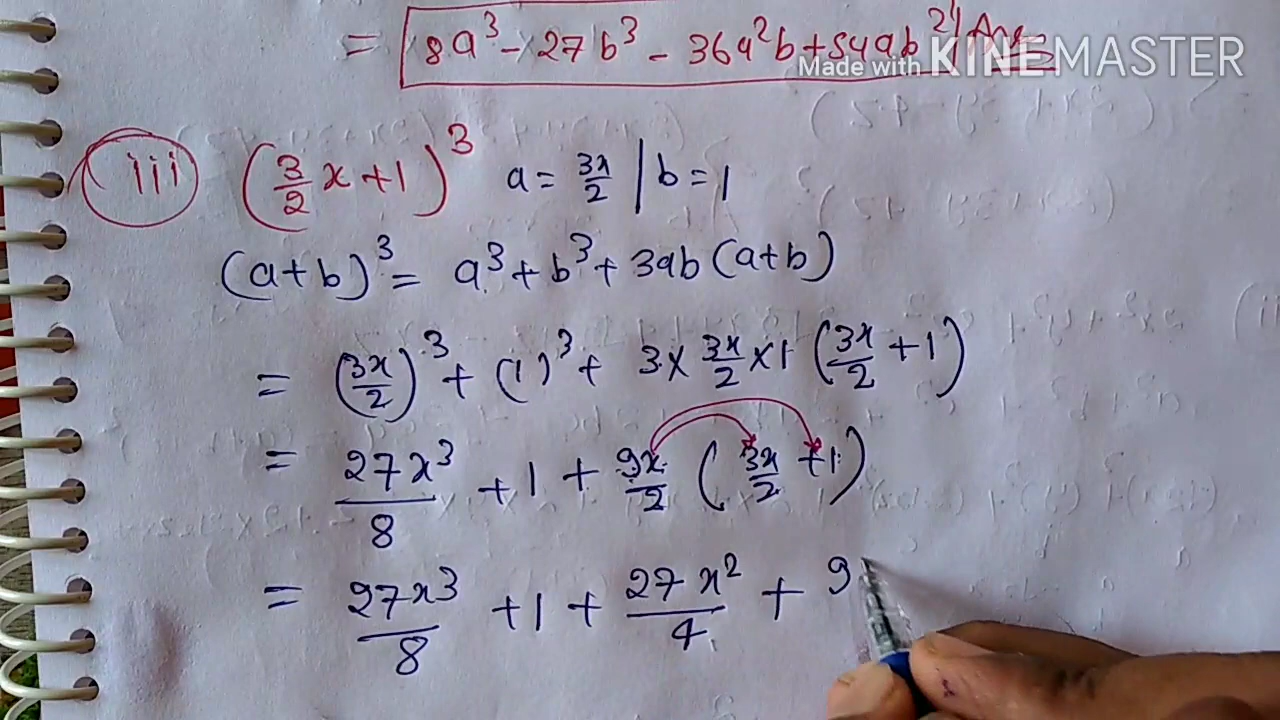 = 8a³ - 27b³ - 36a²b + 54ab² Ans
Made with KINEMASTER
iii (3/2 x + 1)³ a = 3x/2 | b = 1
(a+b)³ = a³ + b³ + 3ab (a+b)
= (3x/2)³ + (1)³ + 3 × 3x/2 × 1 (3x/2 + 1)
= 27x³/8 + 1 + 9x/2 (3x/2 + 1)
= 27x³/8 + 1 + 27x²/4 + 9